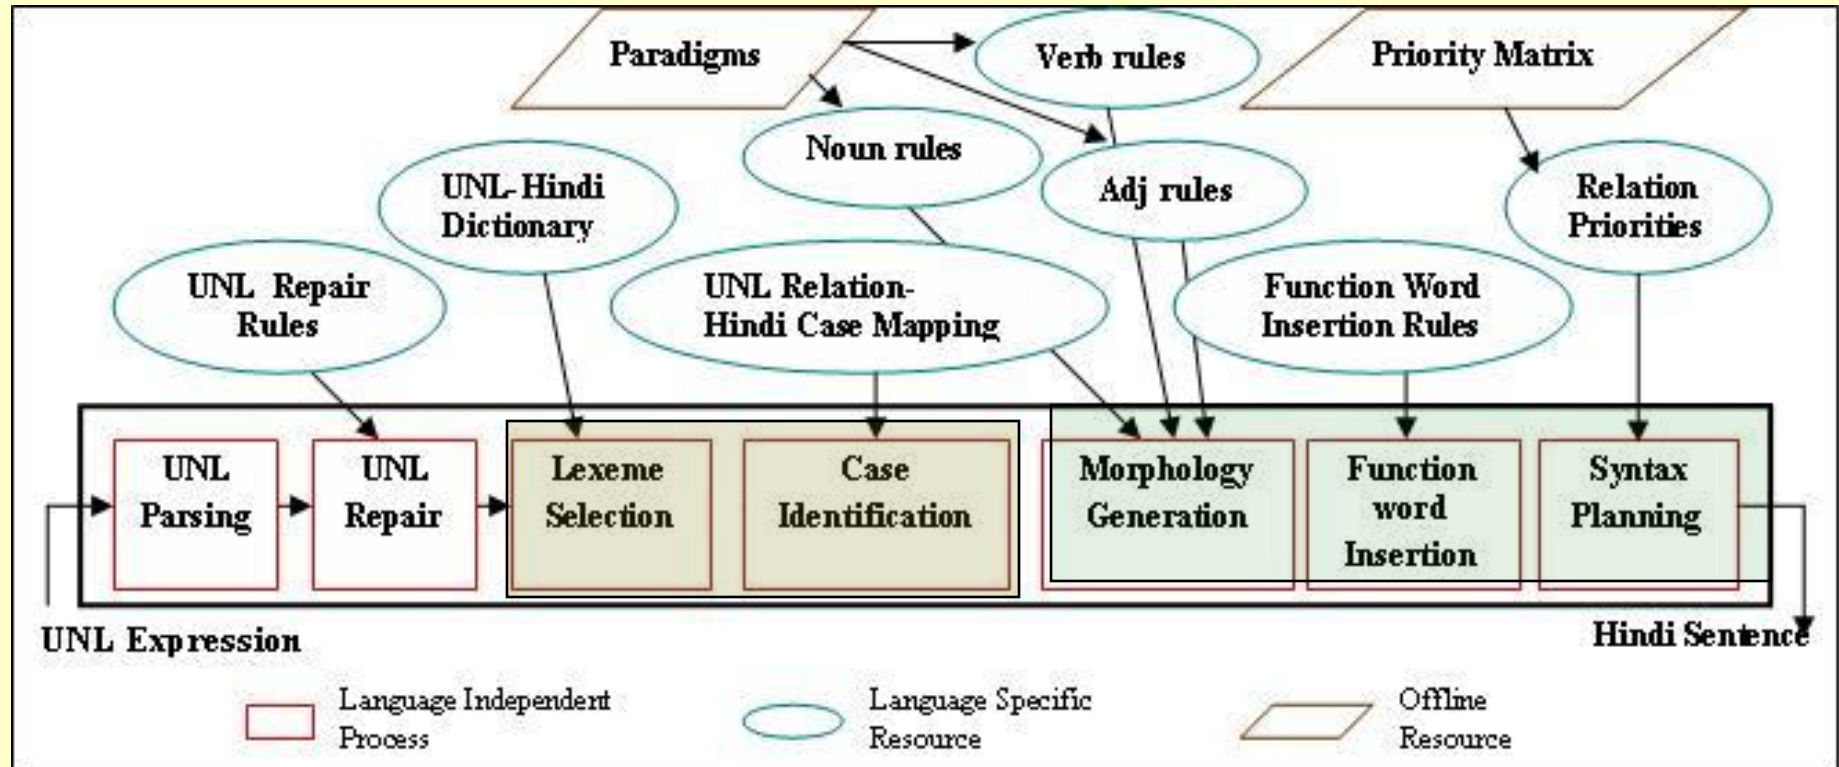 Paradigms
Verb rules
Priority Matrix
Noun rules
UNL-Hindi
Dictionary
Adj rules
Relation
Priorities
UNL Repair
Rules
UNL Relation-
Hindi Case Mapping
Function Word
Insertion Rules
UNL
Parsing
UNL
Repair
Lexeme
Selection
Case
Identification
Morphology
Generation
Function
word
Insertion
Syntax
Planning
UNL Expression
Hindi Sentence
Language Independent
Process
Language Specific
Resource
Offline
Resource